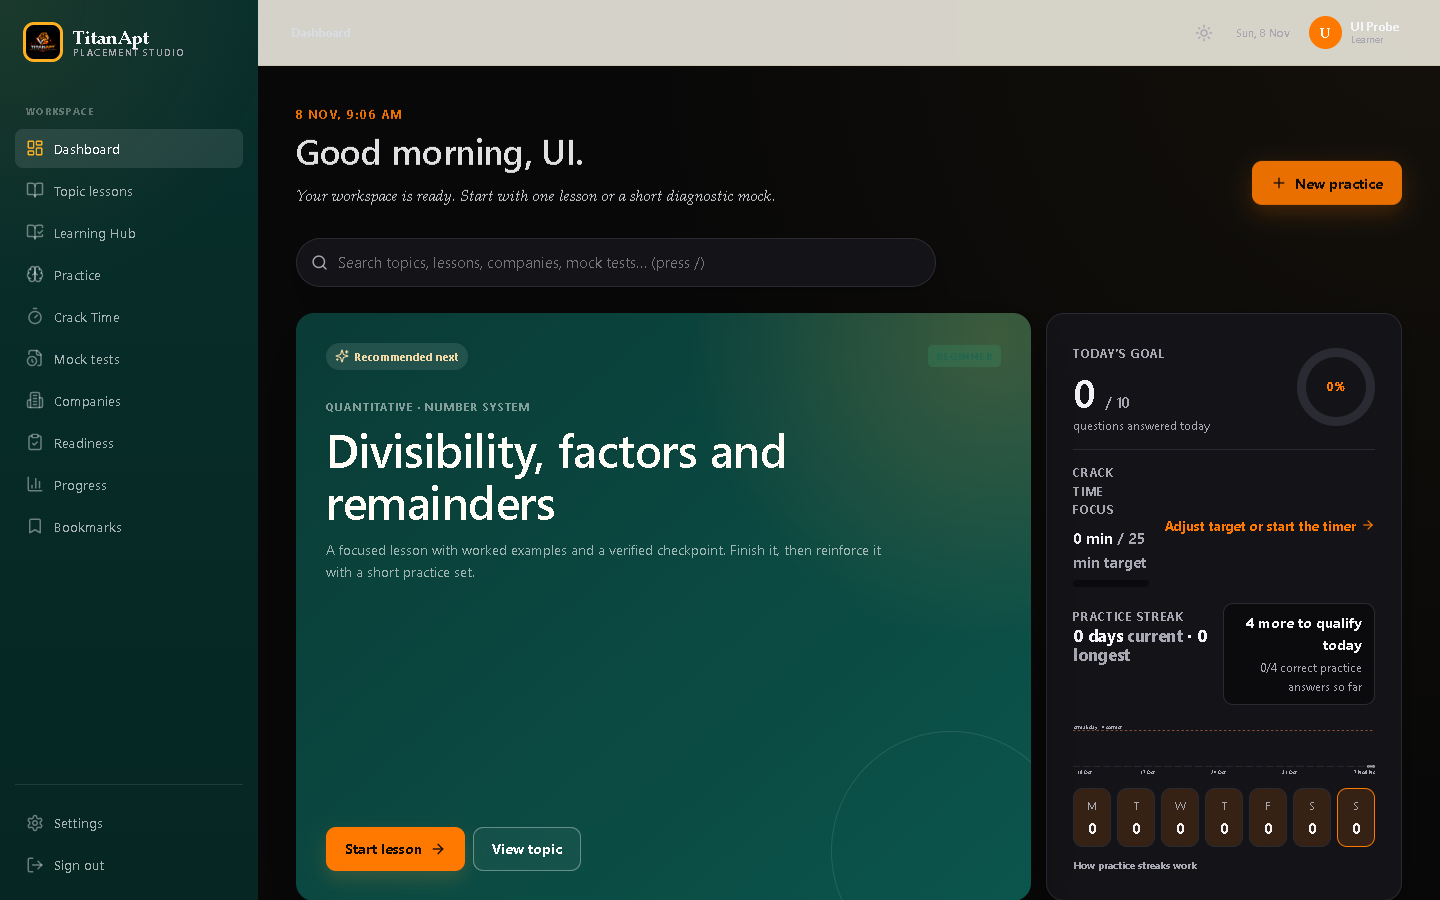 TitanApt
PLACEMENT STUDIO
WORKSPACE
Dashboard
Topic lessons
Learning Hub
Practice
Crack Time
Mock tests
Companies
Readiness
Progress
Bookmarks
Settings
Sign out
Dashboard
Sun, 8 Nov
U
UI Probe
Learner
8 NOV, 9:06 AM
Good morning, UI.
Your workspace is ready. Start with one lesson or a short diagnostic mock.
New practice
Search topics, lessons, companies, mock tests... (press /)
Recommended next
BEGINNER
QUANTITATIVE · NUMBER SYSTEM
Divisibility, factors and
remainders
A focused lesson with worked examples and a verified checkpoint. Finish it, then reinforce it
with a short practice set.
Start lesson
View topic
TODAY'S GOAL
0 / 10
questions answered today
0%
CRACK
TIME
FOCUS
0 min / 25
min target
Adjust target or start the timer
PRACTICE STREAK
0 days current · 0
longest
4 more to qualify
today
0/4 correct practice
answers so far
M T W T F S S
0 0 0 0 0 0 0
How practice streaks work